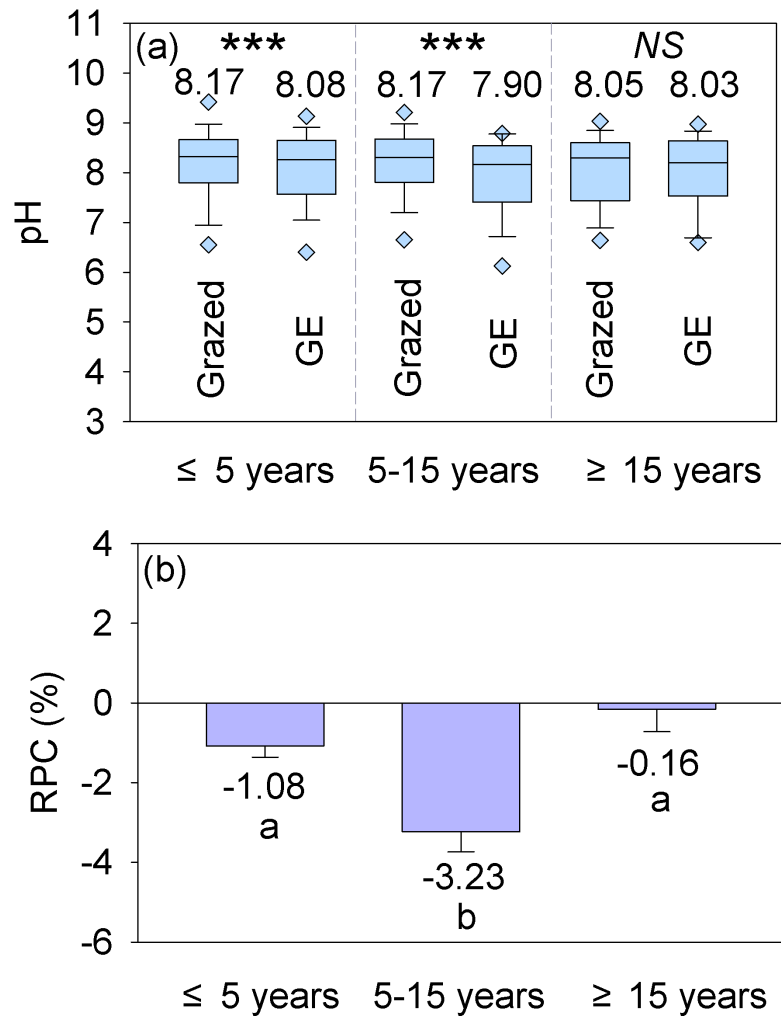 (a) *** *** NS
8.17 8.08 8.17 7.90 8.05 8.03
11
10
9
8
7
6
5
4
3
pH
Grazed
GE
Grazed
GE
Grazed
GE
≤ 5 years 5-15 years ≥ 15 years
(b)
4
2
0
-2
-4
-6
RPC (%)
-1.08
a
-3.23
b
-0.16
a
≤ 5 years 5-15 years ≥ 15 years